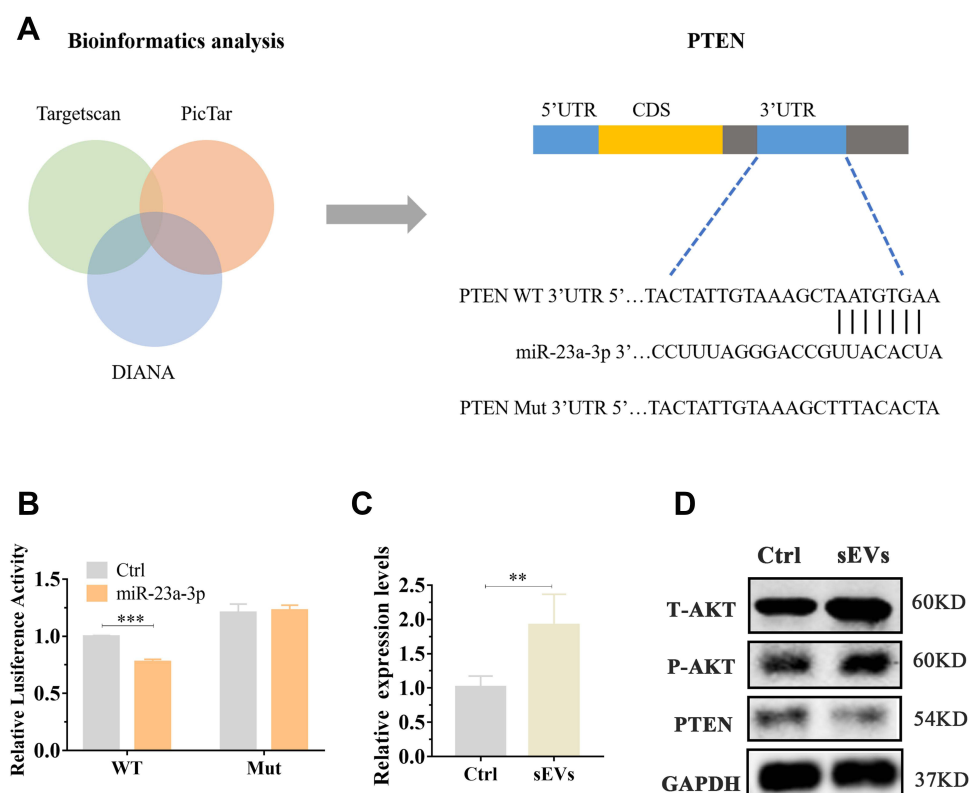 A
Bioinformatics analysis
PTEN
Targetscan
PicTar
DIANA
5’UTR
CDS
3’UTR
PTEN WT 3’UTR 5’…TACTATTGTAAAGCTAATGTGAA
miR-23a-3p 3’…CCUUUAGGGACCGUUACACUA
PTEN Mut 3’UTR 5’…TACTATTGTAAAGCTTTACACTA
B
Relative Lusiference Activity
1.5
1.0
0.5
0.0
Ctrl
miR-23a-3p
***
WT
Mut
C
Relative expression levels
2.5
2.0
1.5
1.0
0.5
0.0
**
Ctrl
sEVs
D
Ctrl sEVs
T-AKT 60KD
P-AKT 60KD
PTEN 54KD
GAPDH 37KD